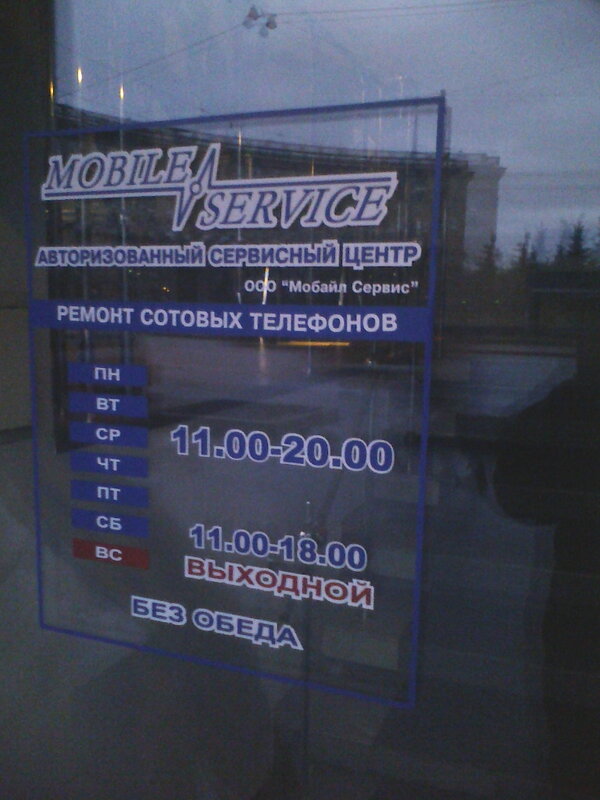 MOBILE
SERVICE
АВТОРИЗОВАННЫЙ СЕРВИСНЫЙ ЦЕНТР
ООО "Мобайл Сервис"
РЕМОНТ СОТОВЫХ ТЕЛЕФОНОВ
ПН
ВТ
СР
11.00-20.00
ЧТ
ПТ
СБ
11.00-18.00
ВС
ВЫХОДНОЙ
БЕЗ ОБЕДА